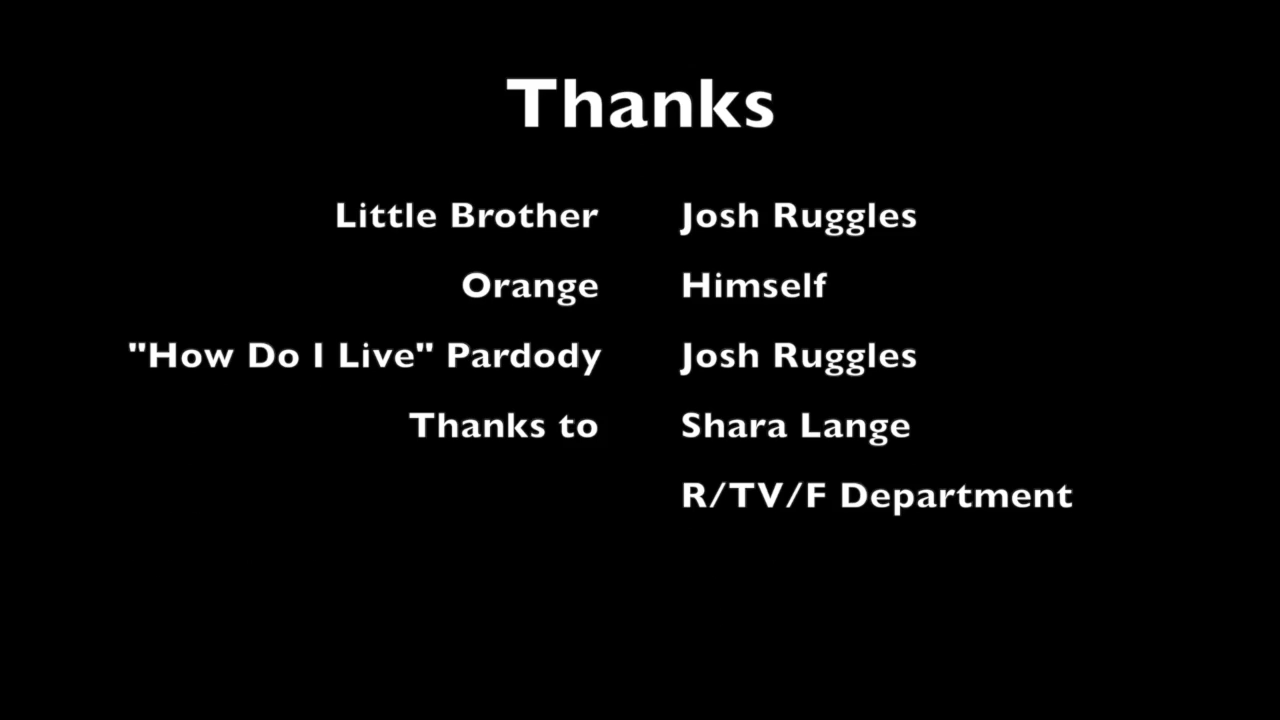 Thanks
Little Brother Josh Ruggles
Orange Himself
"How Do I Live" Pardody Josh Ruggles
Thanks to Shara Lange
R/TV/F Department